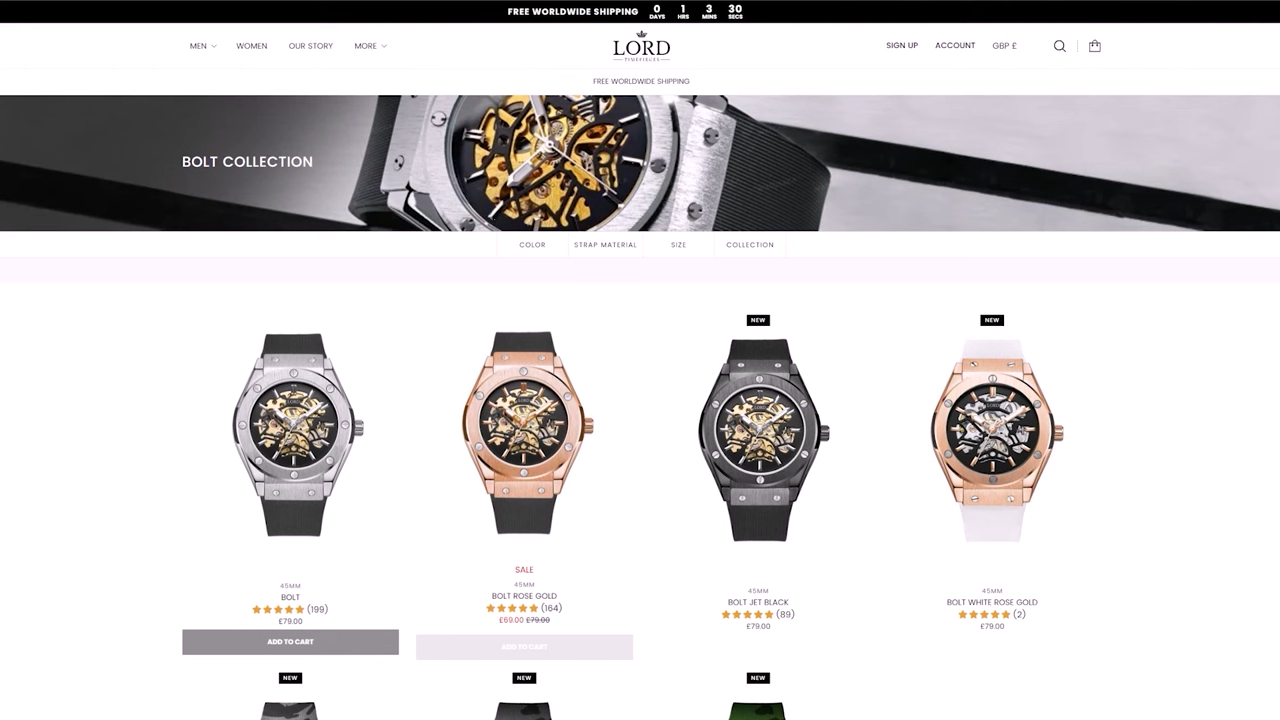 FREE WORLDWIDE SHIPPING 0 DAYS 1 HRS 3 MINS 30 SECS
MEN WOMEN OUR STORY MORE
LORD
TIMEPIECES
SIGN UP ACCOUNT GBP £
FREE WORLDWIDE SHIPPING
BOLT COLLECTION
COLOR STRAP MATERIAL SIZE COLLECTION
NEW
NEW
45MM
BOLT
(199)
£79.00
ADD TO CART
SALE
45MM
BOLT ROSE GOLD
(164)
£69.00 £79.00
ADD TO CART
45MM
BOLT JET BLACK
(89)
£79.00
45MM
BOLT WHITE ROSE GOLD
(2)
£79.00
NEW
NEW
NEW